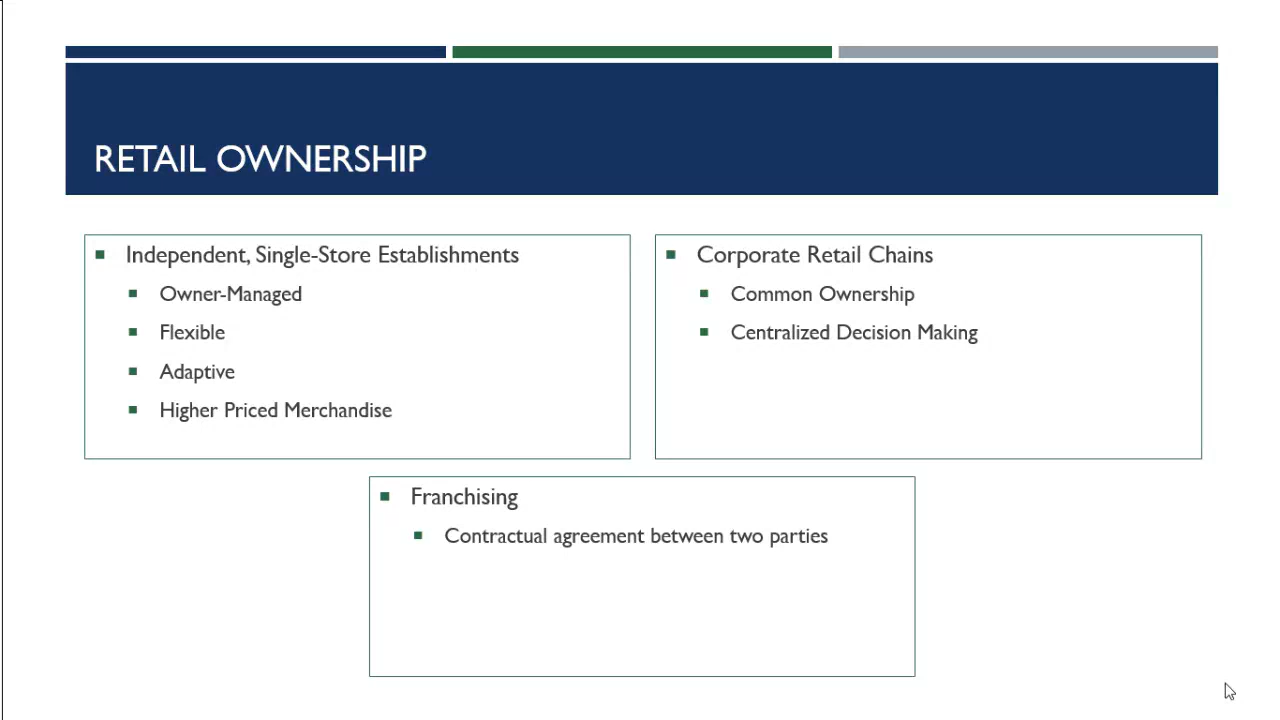 RETAIL OWNERSHIP
Independent, Single-Store Establishments
Owner-Managed
Flexible
Adaptive
Higher Priced Merchandise
Corporate Retail Chains
Common Ownership
Centralized Decision Making
Franchising
Contractual agreement between two parties